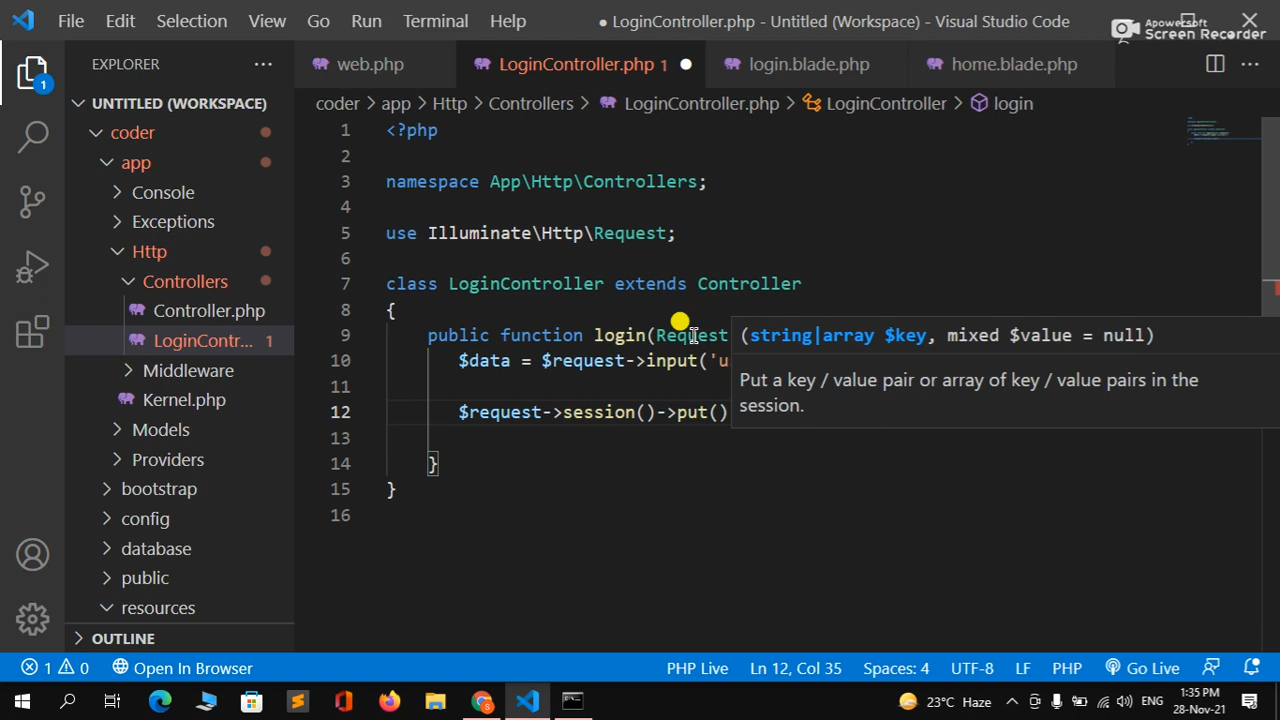 File Edit Selection View Go Run Terminal Help ● LoginController.php - Untitled (Workspace) - Visual Studio Code
Apowersoft
Screen Recorder
EXPLORER ··· web.php LoginController.php 1 ● login.blade.php home.blade.php ···
1
UNTITLED (WORKSPACE) coder > app > Http > Controllers > LoginController.php > LoginController > login
coder
app
Console
Exceptions
Http
Controllers
Controller.php
LoginContr... 1
Middleware
Kernel.php
Models
Providers
bootstrap
config
database
public
resources
OUTLINE
1 <?php
2
3 namespace App\Http\Controllers;
4
5 use Illuminate\Http\Request;
6
7 class LoginController extends Controller
8 {
9 public function login(Request
10 $data = $request->input('u
11
12 $request->session()->put()
13
14 }
15 }
16
(string|array $key, mixed $value = null)
Put a key / value pair or array of key / value pairs in the
session.
1 0 Open In Browser PHP Live Ln 12, Col 35 Spaces: 4 UTF-8 LF PHP Go Live
23°C Haze ENG 1:35 PM
28-Nov-21